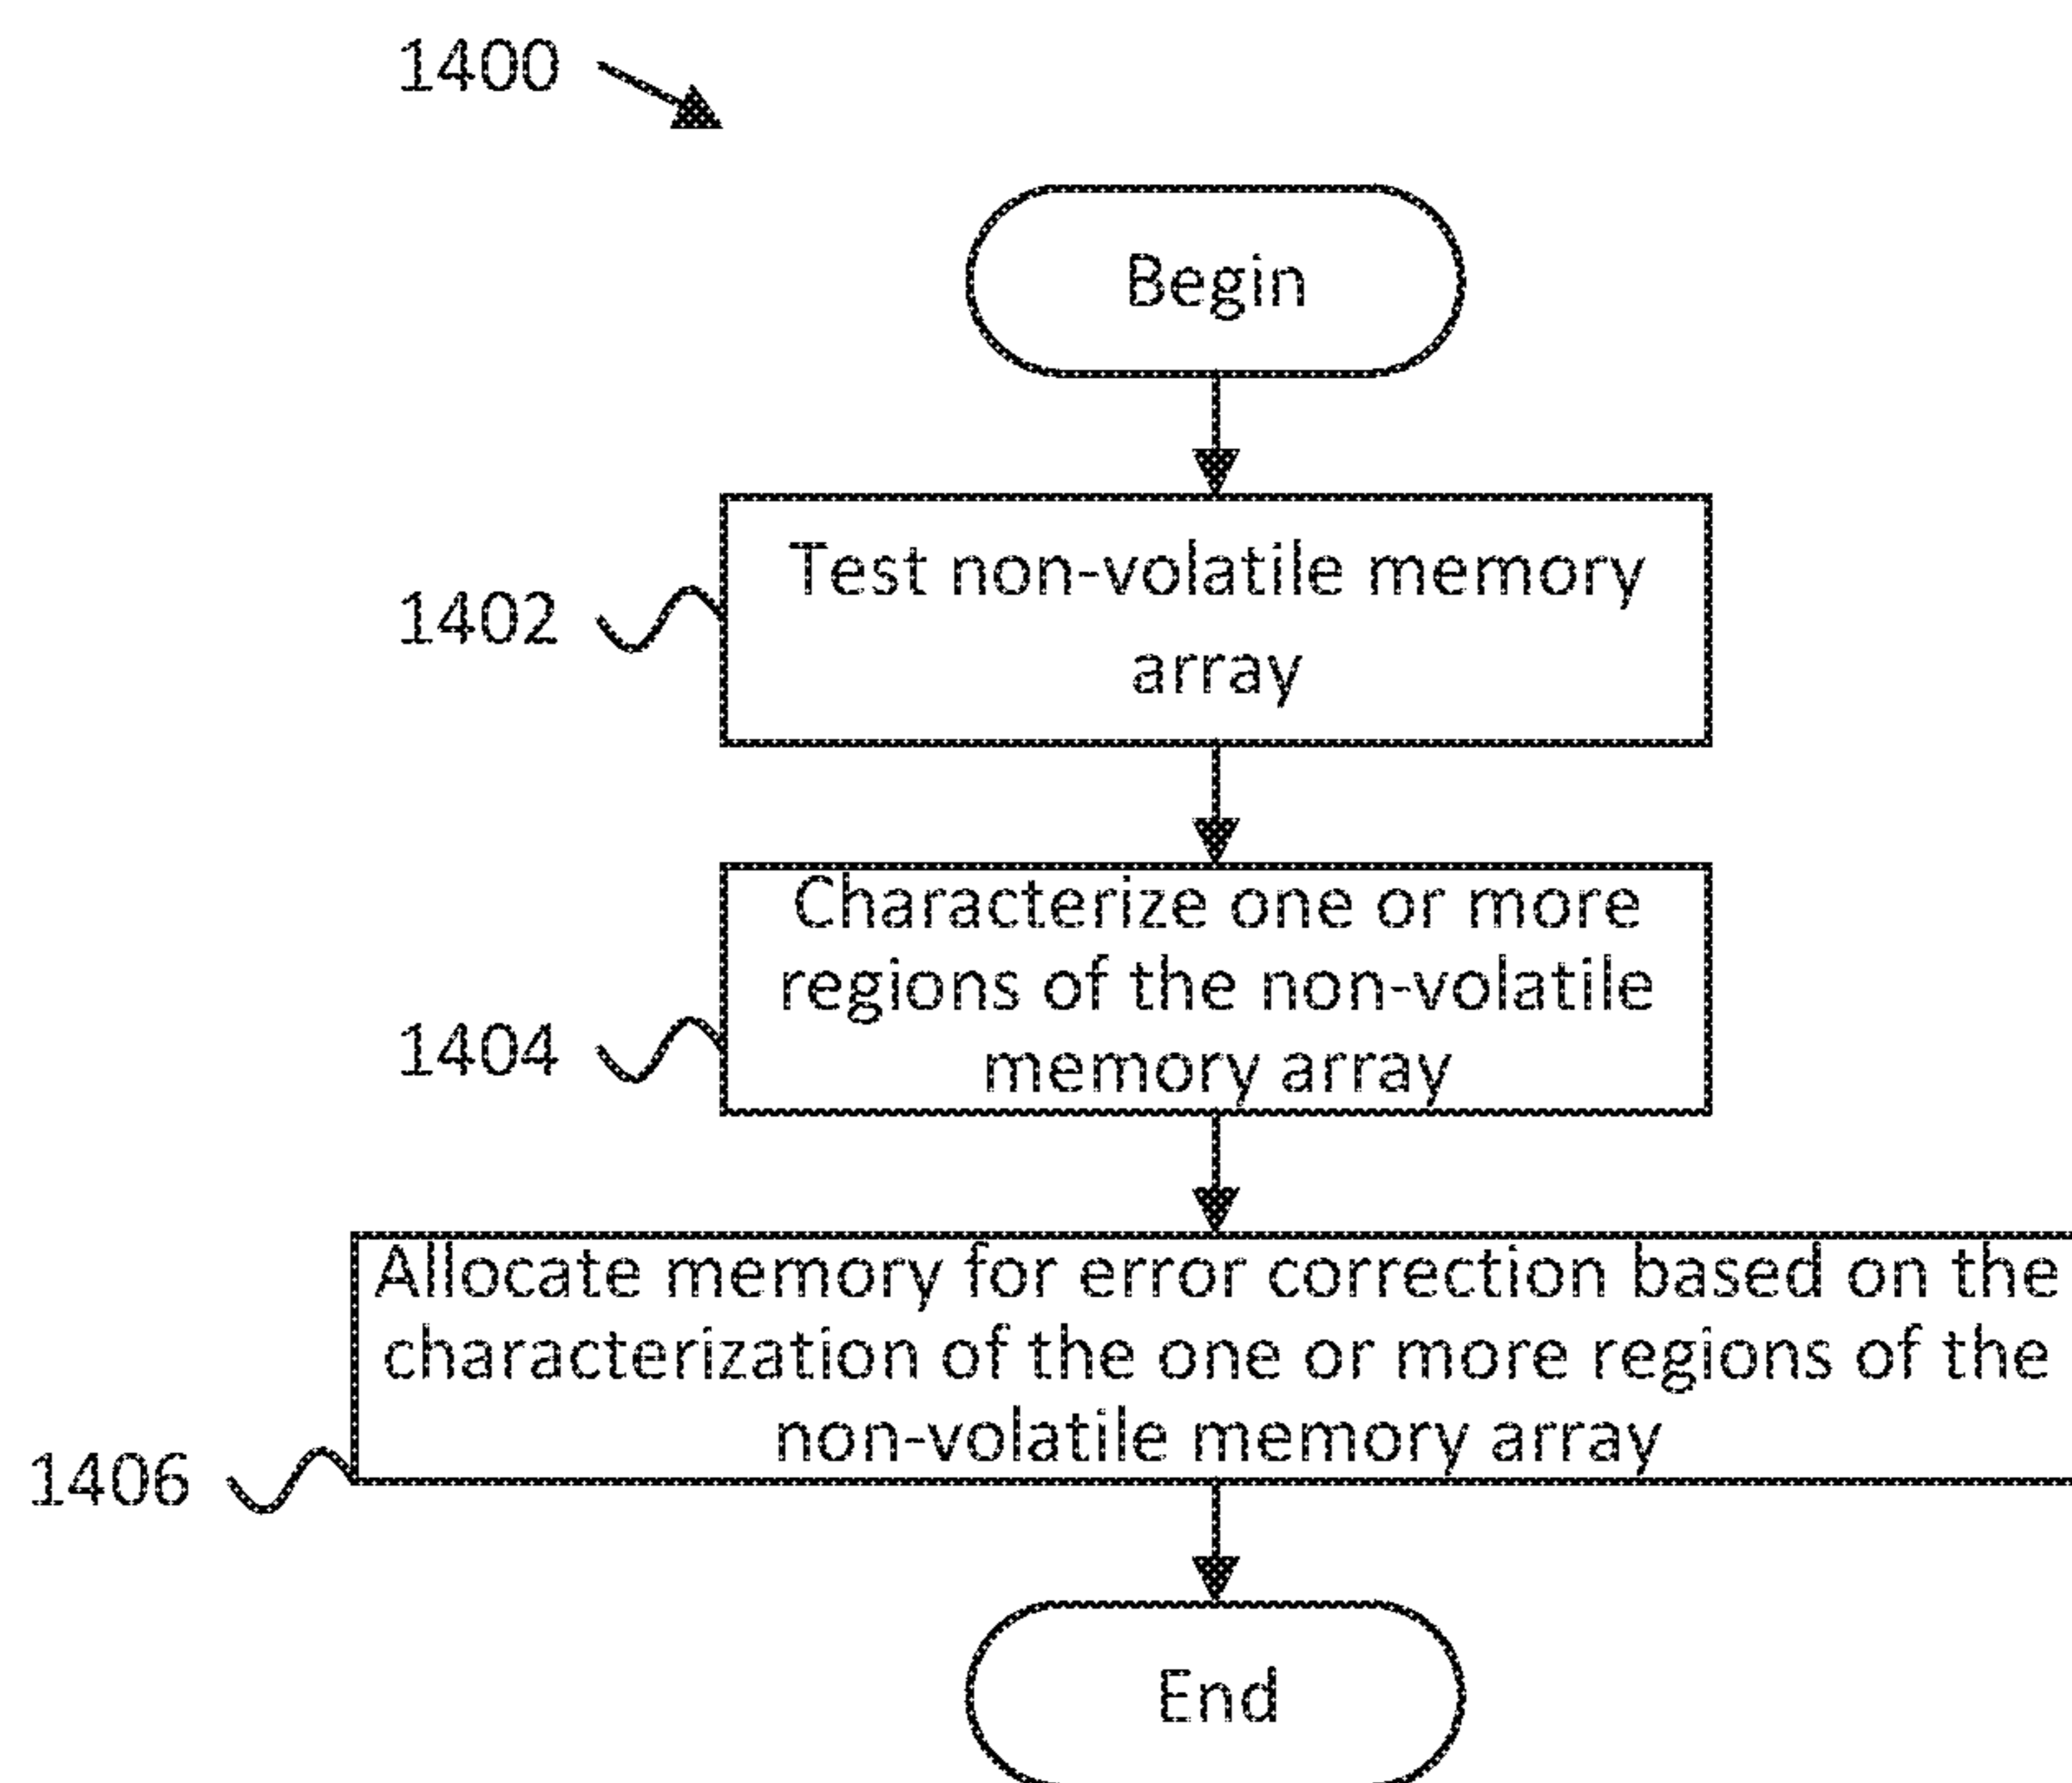 1400
Begin
1402
Test non-volatile memory
array
1404
Characterize one or more
regions of the non-volatile
memory array
1406
Allocate memory for error correction based on the
characterization of the one or more regions of the
non-volatile memory array
End